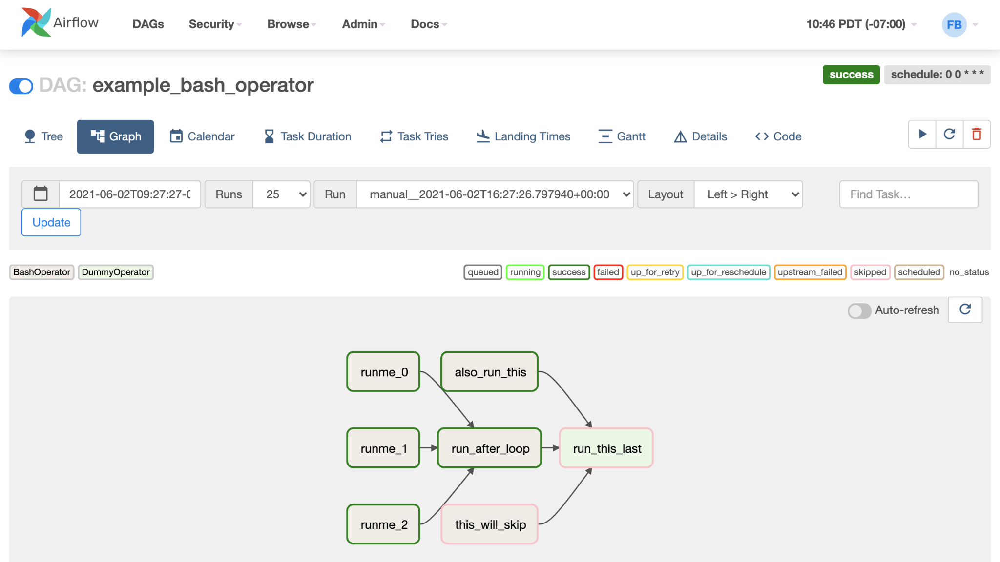 Airflow DAGs Security Browse Admin Docs 10:46 PDT (-07:00) FB
success schedule: 0 0 * * *
DAG: example_bash_operator
Tree Graph Calendar Task Duration Task Tries Landing Times Gantt Details Code
2021-06-02T09:27:27-0 Runs 25 Run manual__2021-06-02T16:27:26.797940+00:00 Layout Left > Right Find Task...
Update
BashOperator DummyOperator queued running success failed up_for_retry up_for_reschedule upstream_failed skipped scheduled no_status
Auto-refresh
runme_0 also_run_this
runme_1 run_after_loop run_this_last
runme_2 this_will_skip